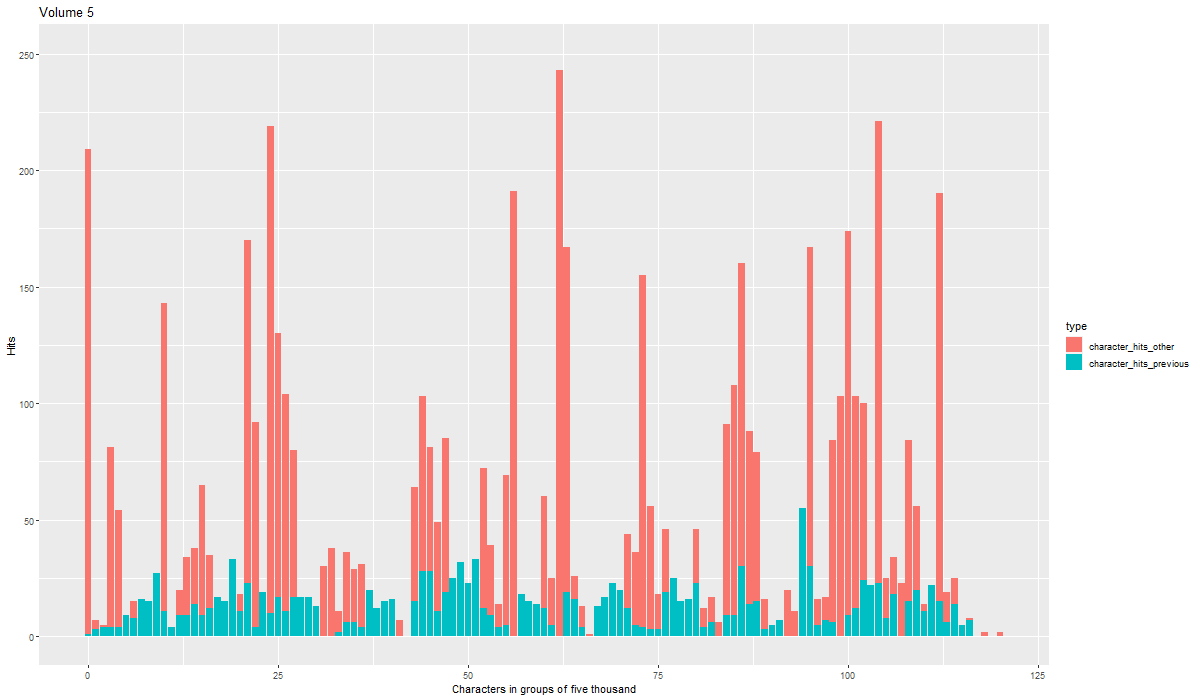 Volume 5
250
200
150
100
50
0
Hits
0 25 50 75 100 125
Characters in groups of five thousand
type
character_hits_other
character_hits_previous